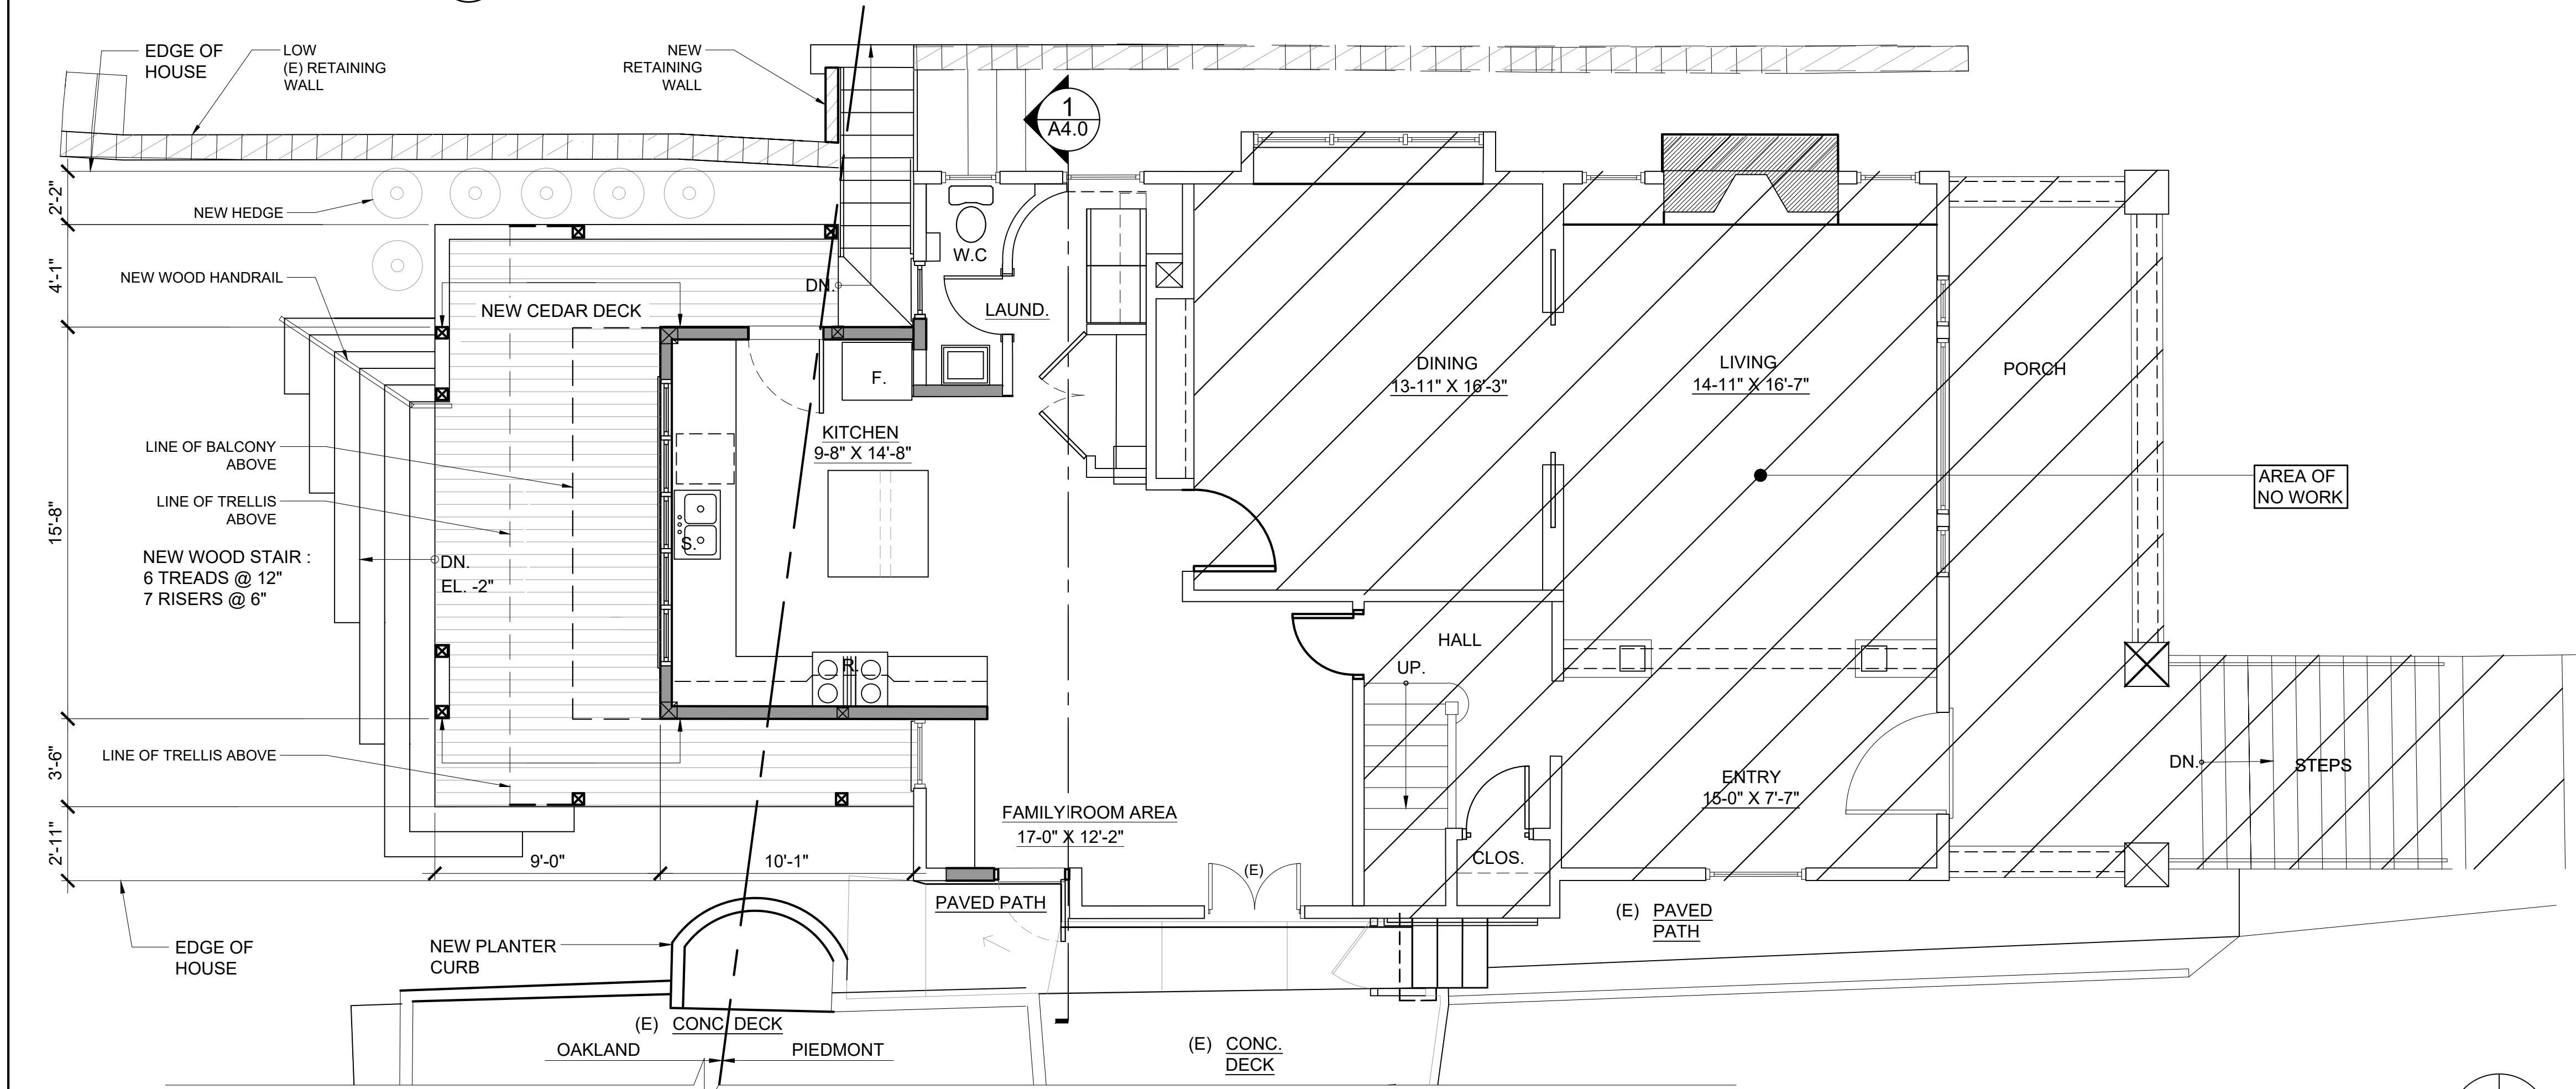 EDGE OF
HOUSE
LOW
(E) RETAINING
WALL
NEW
RETAINING
WALL
1
A4.0
2'-2"
NEW HEDGE
W.C
4'-1"
NEW WOOD HANDRAIL
DN.
NEW CEDAR DECK
LAUND.
DINING
13-11" X 16'-3"
LIVING
14-11" X 16'-7"
PORCH
F.
KITCHEN
9-8" X 14'-8"
LINE OF BALCONY
ABOVE
LINE OF TRELLIS
ABOVE
15'-8"
AREA OF
NO WORK
S.
NEW WOOD STAIR :
6 TREADS @ 12"
7 RISERS @ 6"
DN.
EL. -2"
HALL
UP.
R.
3'-6"
LINE OF TRELLIS ABOVE
DN.
STEPS
ENTRY
15-0" X 7'-7"
FAMILY ROOM AREA
17-0" X 12'-2"
2'-11"
9'-0"
10'-1"
CLOS.
(E)
PAVED PATH
(E) PAVED
PATH
EDGE OF
HOUSE
NEW PLANTER
CURB
(E) CONC. DECK
OAKLAND
PIEDMONT
(E) CONC.
DECK